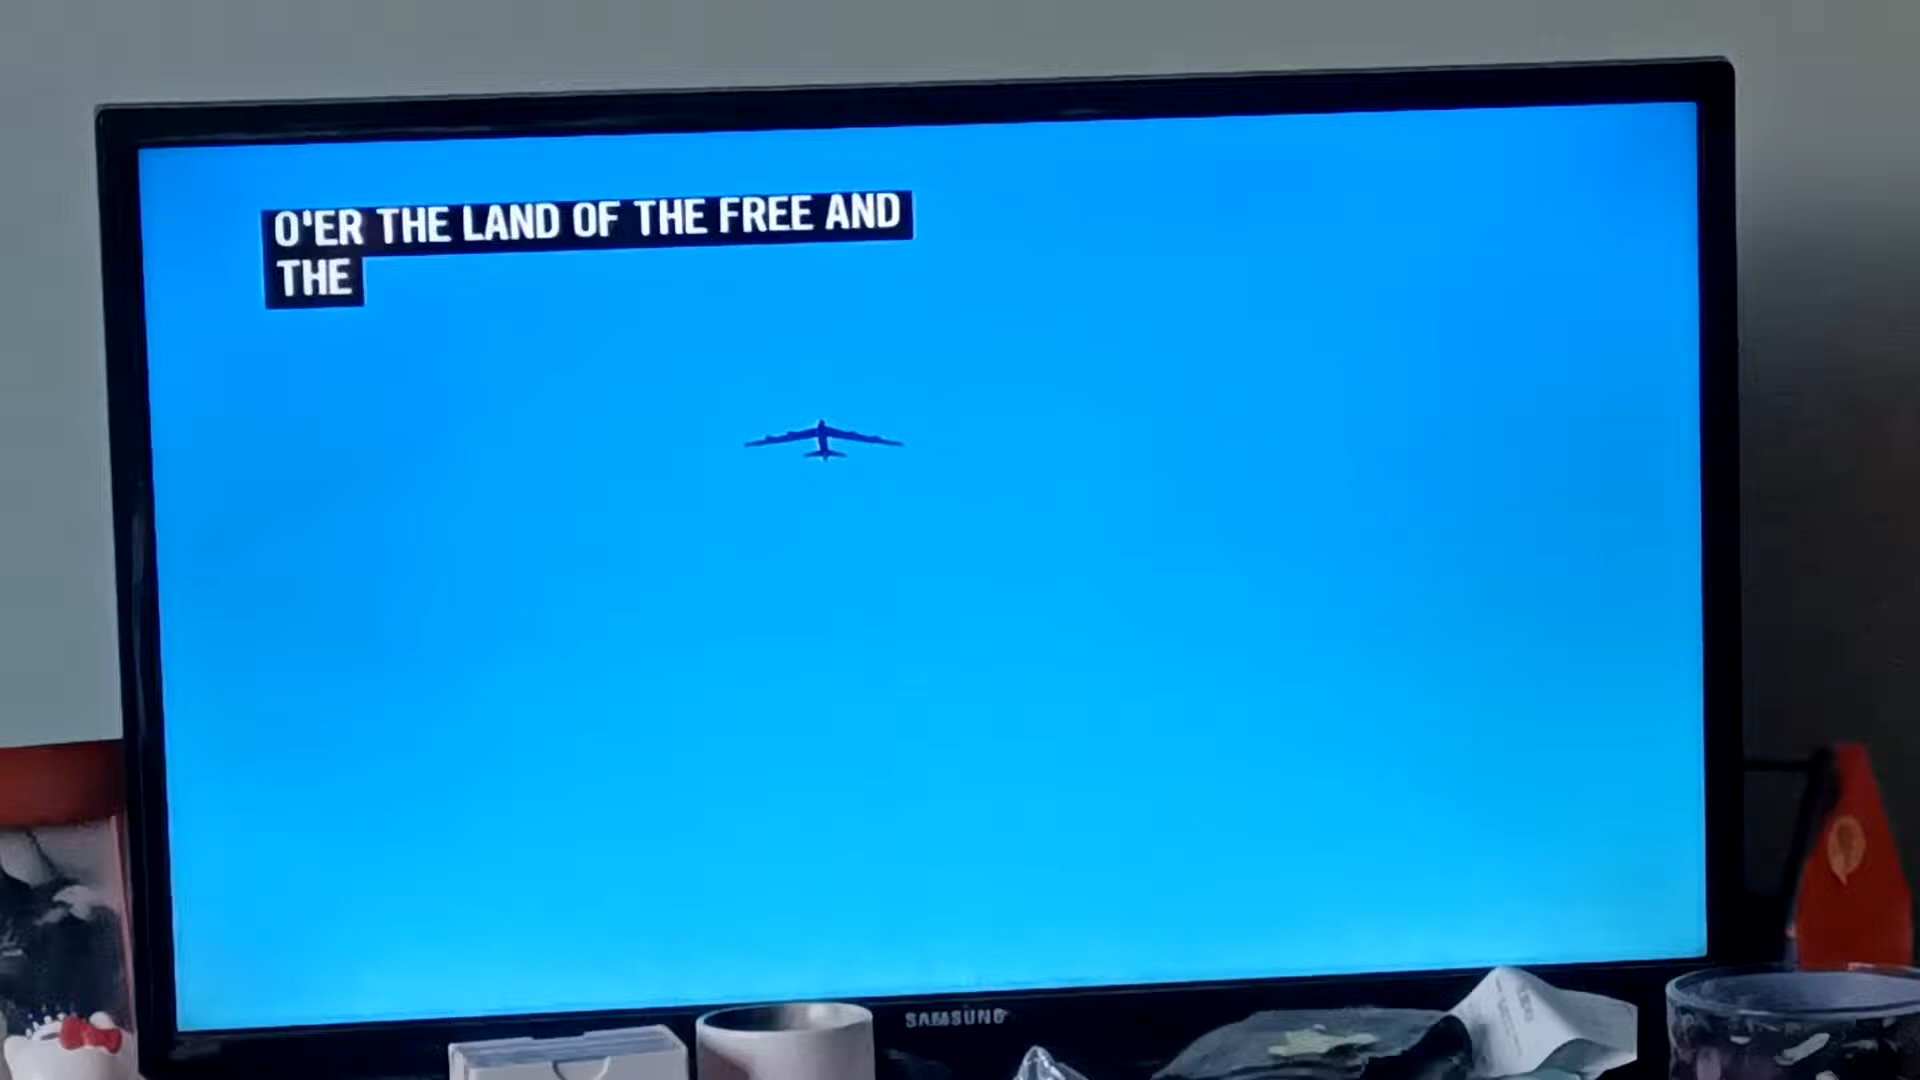 O'ER THE LAND OF THE FREE AND
THE
SAMSUNG